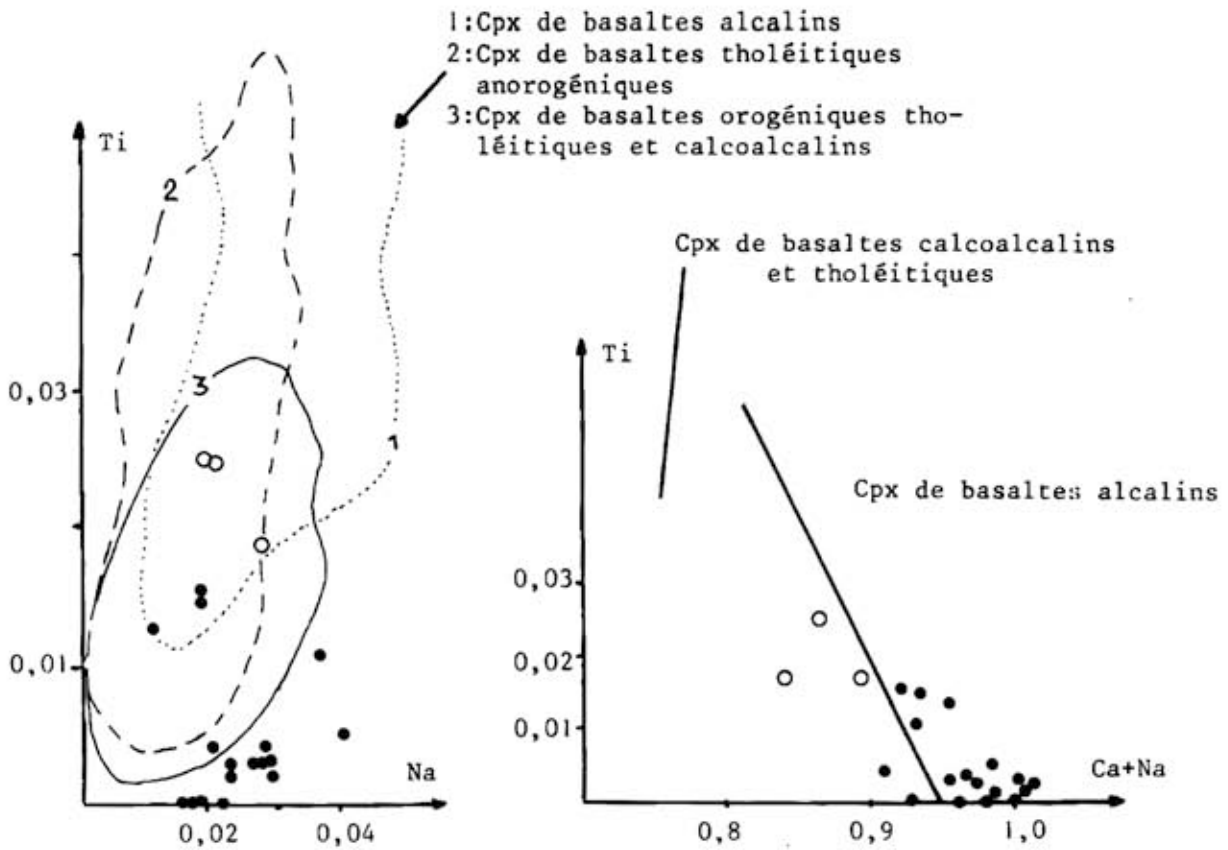 1:Cpx de basaltes alcalins
2:Cpx de basaltes tholéitiques
anorogéniques
3:Cpx de basaltes orogéniques tho-
léitiques et calcoalcalins
Ti
2
3
0,03
1
0,01
Na
0,02
0,04
Cpx de basaltes calcoalcalins
et tholéitiques
Ti
Cpx de basaltes alcalins
0,03
0,02
0,01
Ca+Na
0,8
0,9
1,0